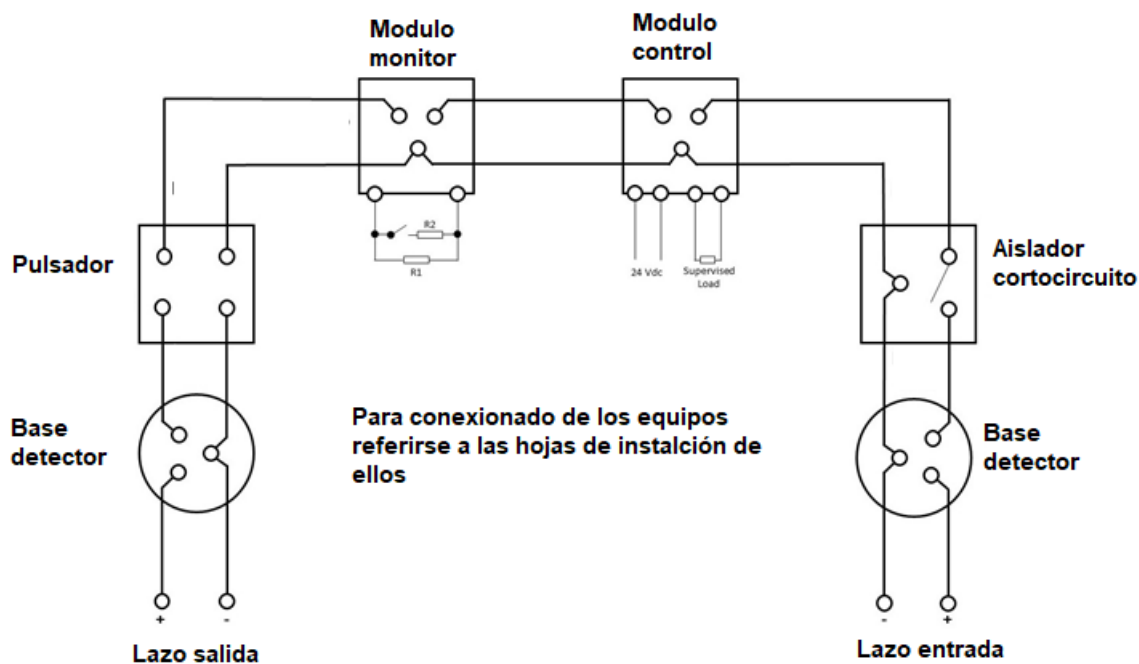 Modulo
monitor
Modulo
control
R2
R1
24 Vdc
Supervised
Load
Pulsador
Aislador
cortocircuito
Base
detector
Para conexionado de los equipos
referirse a las hojas de instalción de
ellos
Base
detector
+
-
-
+
Lazo salida
Lazo entrada